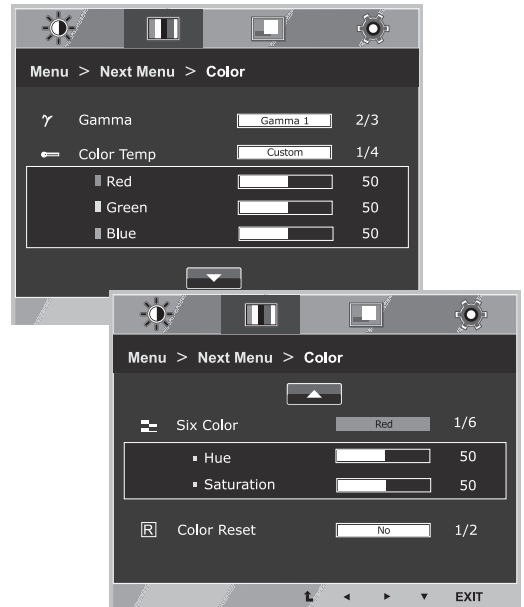 Menu > Next Menu > Color
γ Gamma Gamma 1 2/3
Color Temp Custom 1/4
Red 50
Green 50
Blue 50
Menu > Next Menu > Color
Six Color Red 1/6
Hue 50
Saturation 50
R Color Reset No 1/2
EXIT